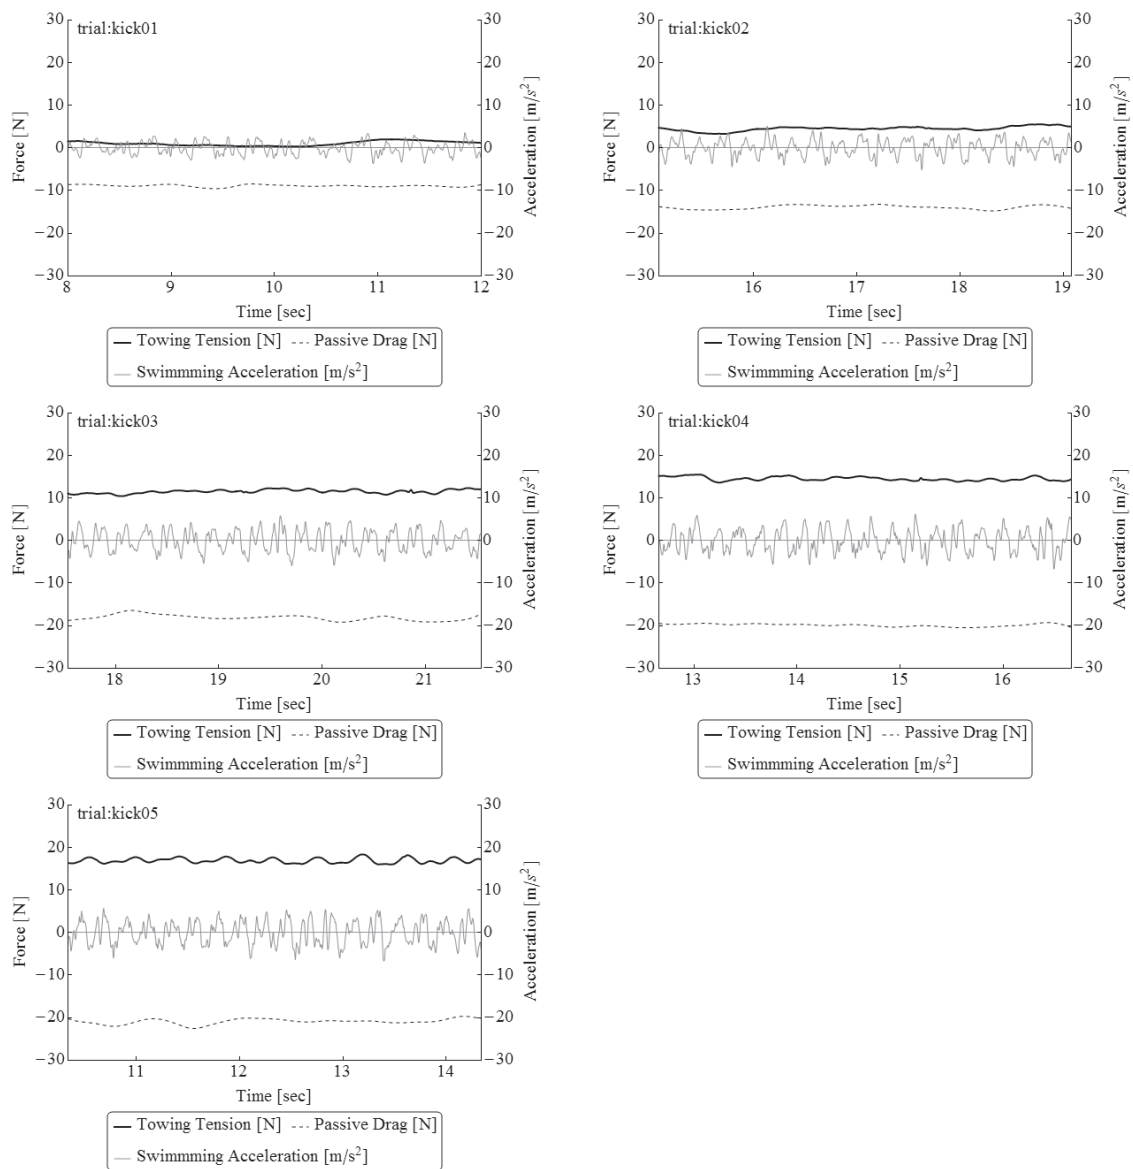 trial:kick01
30
20
10
0
−10
−20
−30
Force [N]
30
20
10
0
−10
−20
−30
Acceleration [m/s²]
8 9 10 11 12
Time [sec]
Towing Tension [N] Passive Drag [N]
Swimmming Acceleration [m/s²]
trial:kick02
30
20
10
0
−10
−20
−30
Force [N]
30
20
10
0
−10
−20
−30
Acceleration [m/s²]
16 17 18 19
Time [sec]
Towing Tension [N] Passive Drag [N]
Swimmming Acceleration [m/s²]
trial:kick03
30
20
10
0
−10
−20
−30
Force [N]
30
20
10
0
−10
−20
−30
Acceleration [m/s²]
18 19 20 21
Time [sec]
Towing Tension [N] Passive Drag [N]
Swimmming Acceleration [m/s²]
trial:kick04
30
20
10
0
−10
−20
−30
Force [N]
30
20
10
0
−10
−20
−30
Acceleration [m/s²]
13 14 15 16
Time [sec]
Towing Tension [N] Passive Drag [N]
Swimmming Acceleration [m/s²]
trial:kick05
30
20
10
0
−10
−20
−30
Force [N]
30
20
10
0
−10
−20
−30
Acceleration [m/s²]
11 12 13 14
Time [sec]
Towing Tension [N] Passive Drag [N]
Swimmming Acceleration [m/s²]